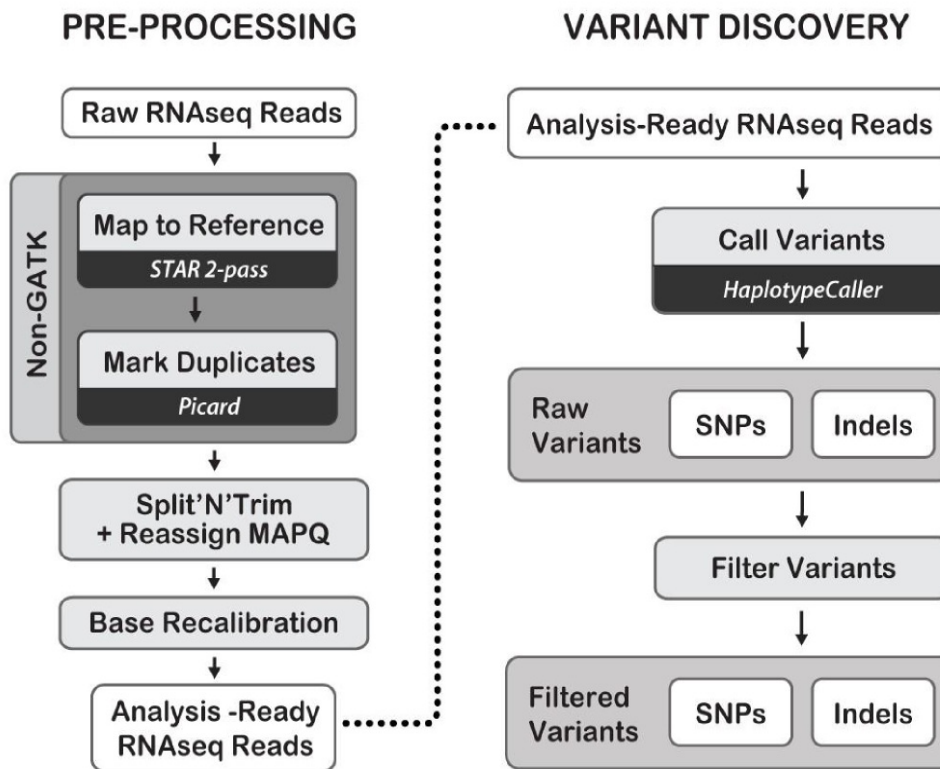 PRE-PROCESSING
Raw RNAseq Reads
Non-GATK
Map to Reference
STAR 2-pass
Mark Duplicates
Picard
Split'N'Trim
+ Reassign MAPQ
Base Recalibration
Analysis -Ready
RNAseq Reads
VARIANT DISCOVERY
Analysis-Ready RNAseq Reads
Call Variants
HaplotypeCaller
Raw
Variants
SNPs
Indels
Filter Variants
Filtered
Variants
SNPs
Indels